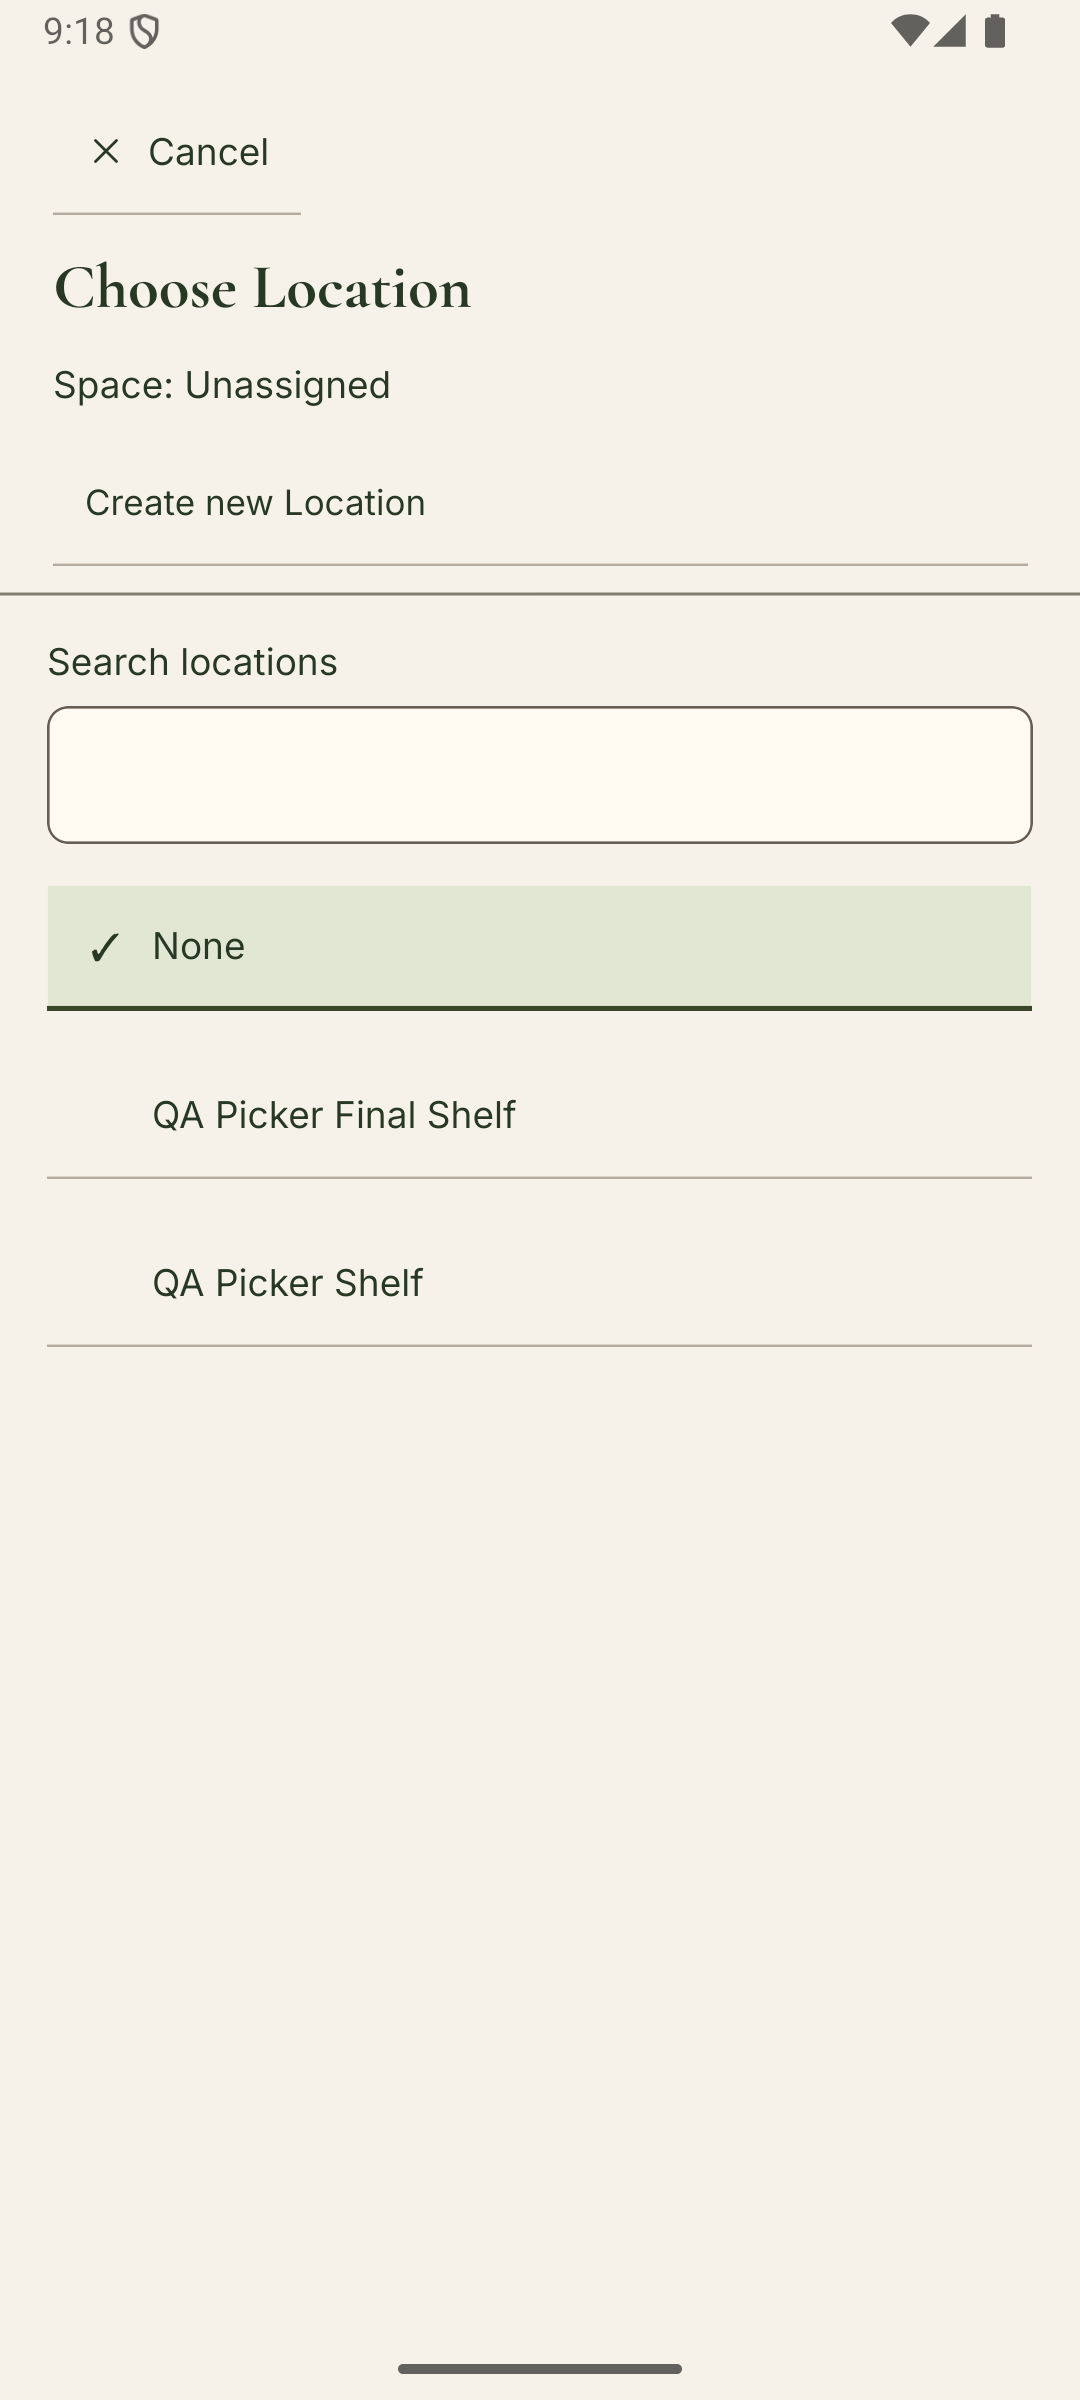 9:18
Cancel
Choose Location
Space: Unassigned
Create new Location
Search locations
✓ None
QA Picker Final Shelf
QA Picker Shelf